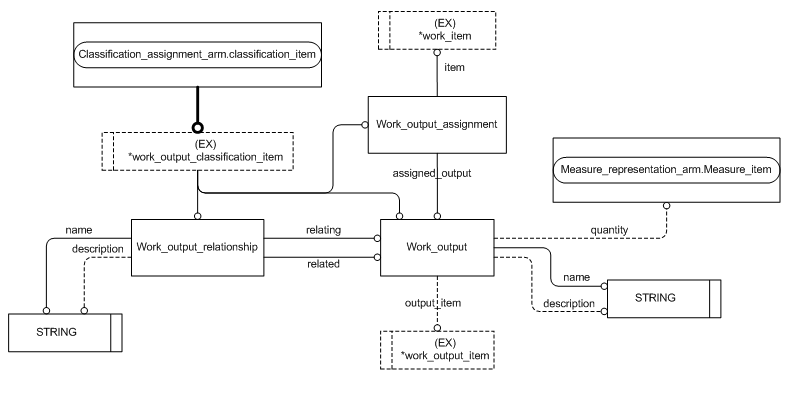 (EX)
*work_item
Classification_assignment_arm.classification_item
item
Work_output_assignment
(EX)
*work_output_classification_item
assigned_output
Measure_representation_arm.Measure_item
name
description
Work_output_relationship
relating
related
Work_output
quantity
name
description
STRING
output_item
STRING
(EX)
*work_output_item